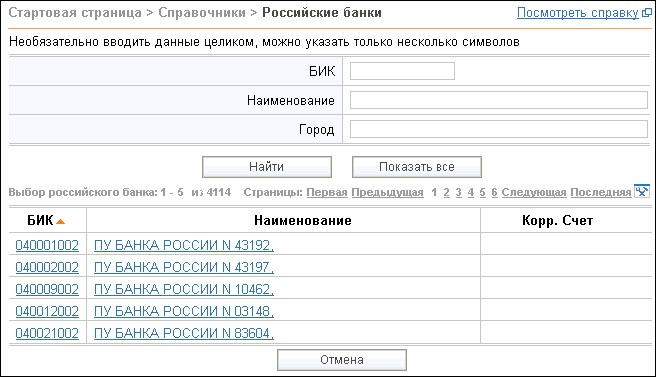 Стартовая страница > Справочники > Российские банки Посмотреть справку
Необязательно вводить данные целиком, можно указать только несколько символов
БИК
Наименование
Город
Найти Показать все
Выбор российского банка: 1 - 5 из 4114 Страницы: Первая Предыдущая 1 2 3 4 5 6 Следующая Последняя
БИК Наименование Корр. Счет
040001002 ПУ БАНКА РОССИИ N 43192,
040002002 ПУ БАНКА РОССИИ N 43197,
040009002 ПУ БАНКА РОССИИ N 10462,
040012002 ПУ БАНКА РОССИИ N 03148,
040021002 ПУ БАНКА РОССИИ N 83604,
Отмена